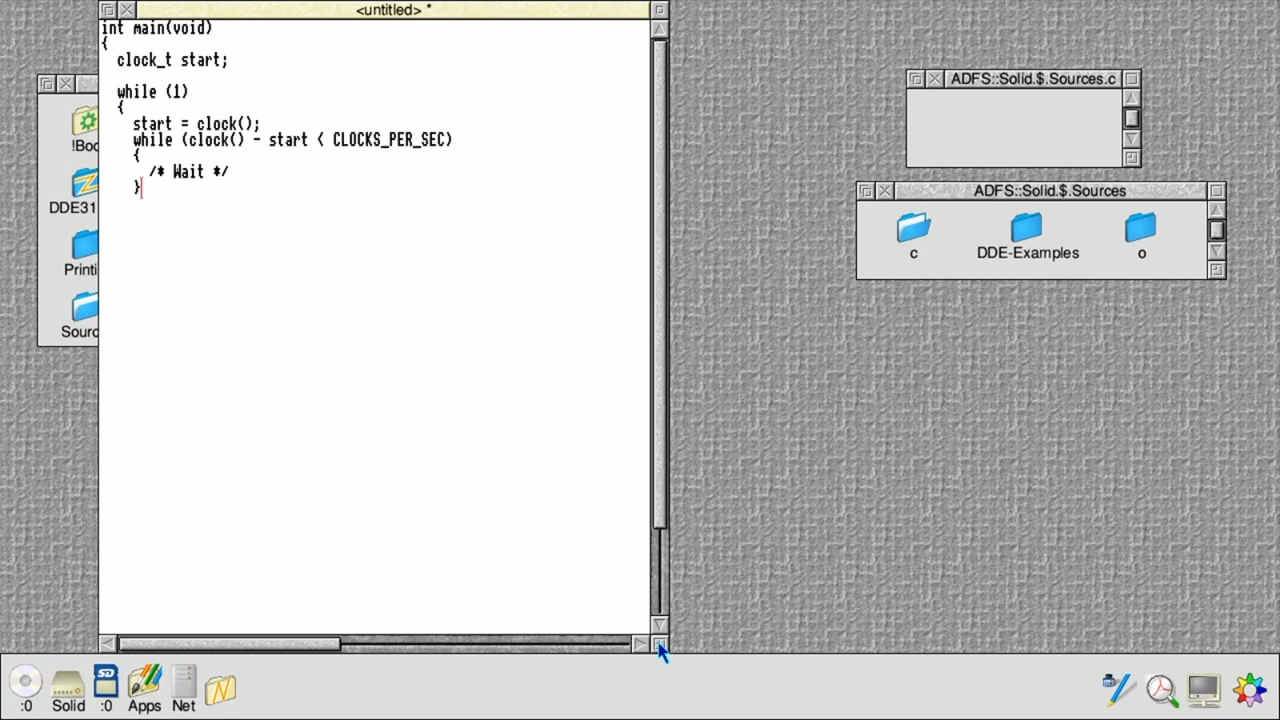 <untitled> *
int main(void)
{
  clock_t start;
  while (1)
  {
    start = clock();
    while (clock() - start < CLOCKS_PER_SEC)
    {
      /* Wait */
    }
!Boo
DDE31
Printi
Sourc
ADFS::Solid.$.Sources.c
ADFS::Solid.$.Sources
c
DDE-Examples
o
:0
Solid
SD
:0
Apps
Net